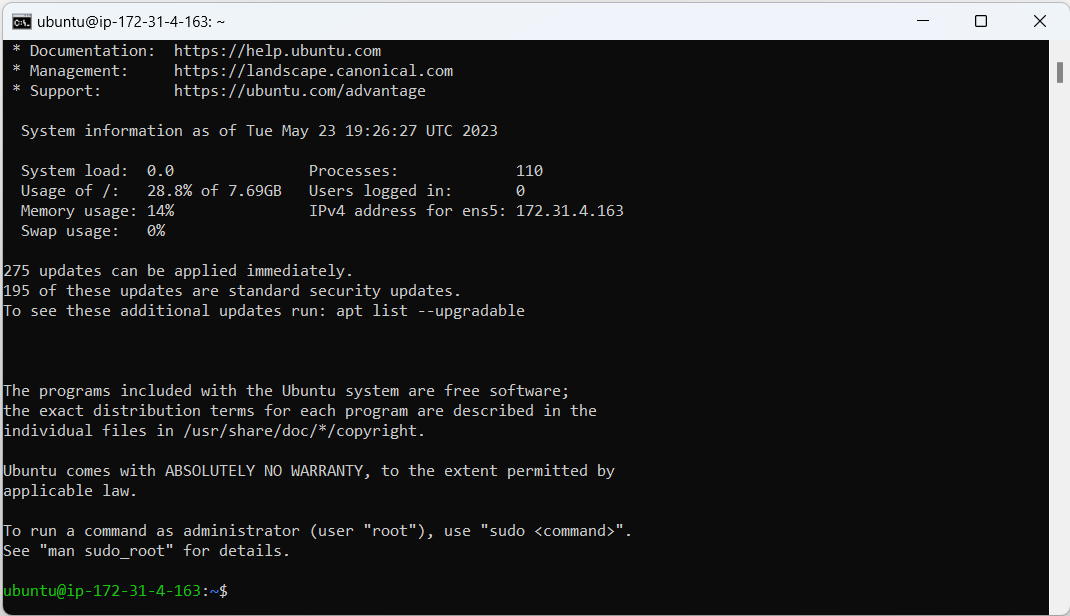 ubuntu@ip-172-31-4-163: ~
* Documentation:  https://help.ubuntu.com
* Management:     https://landscape.canonical.com
* Support:        https://ubuntu.com/advantage
System information as of Tue May 23 19:26:27 UTC 2023
System load:  0.0               Processes:             110
Usage of /:   28.8% of 7.69GB   Users logged in:       0
Memory usage: 14%               IPv4 address for ens5: 172.31.4.163
Swap usage:   0%
275 updates can be applied immediately.
195 of these updates are standard security updates.
To see these additional updates run: apt list --upgradable
The programs included with the Ubuntu system are free software;
the exact distribution terms for each program are described in the
individual files in /usr/share/doc/*/copyright.
Ubuntu comes with ABSOLUTELY NO WARRANTY, to the extent permitted by
applicable law.
To run a command as administrator (user "root"), use "sudo <command>".
See "man sudo_root" for details.
ubuntu@ip-172-31-4-163:~$